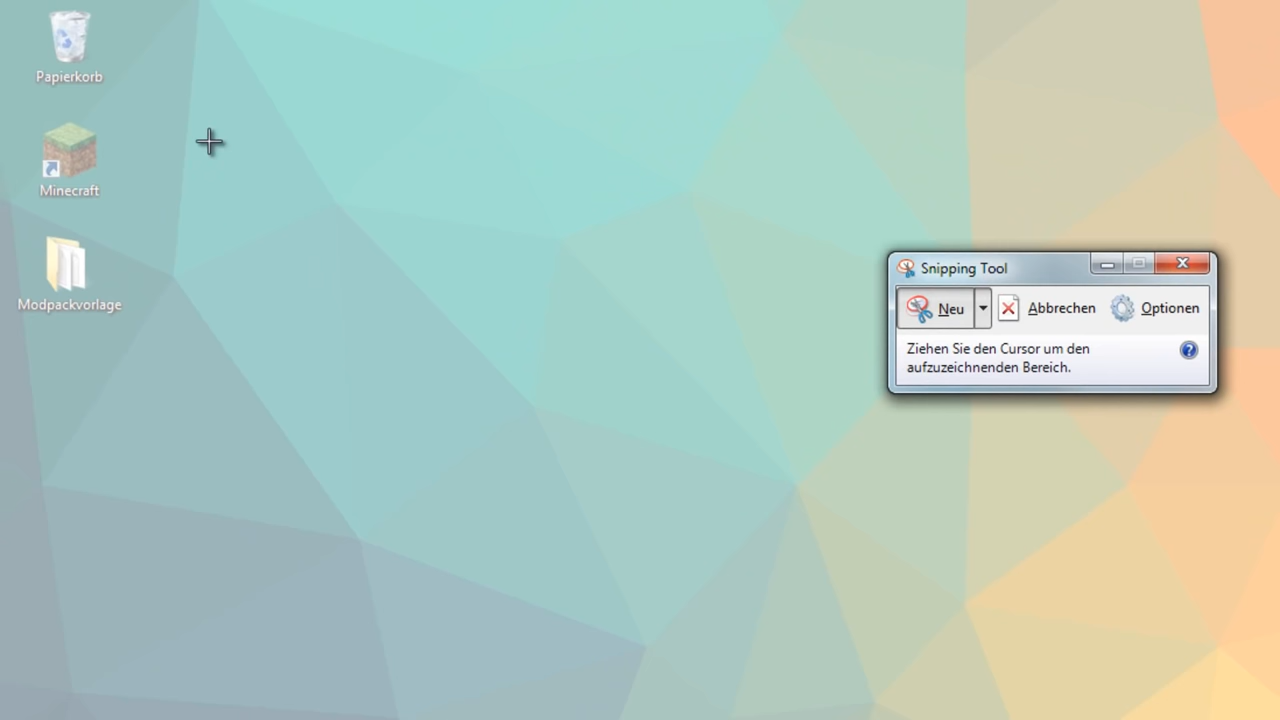 Papierkorb
Minecraft
Modpackvorlage
Snipping Tool
Neu
Abbrechen
Optionen
Ziehen Sie den Cursor um den
aufzuzeichnenden Bereich.